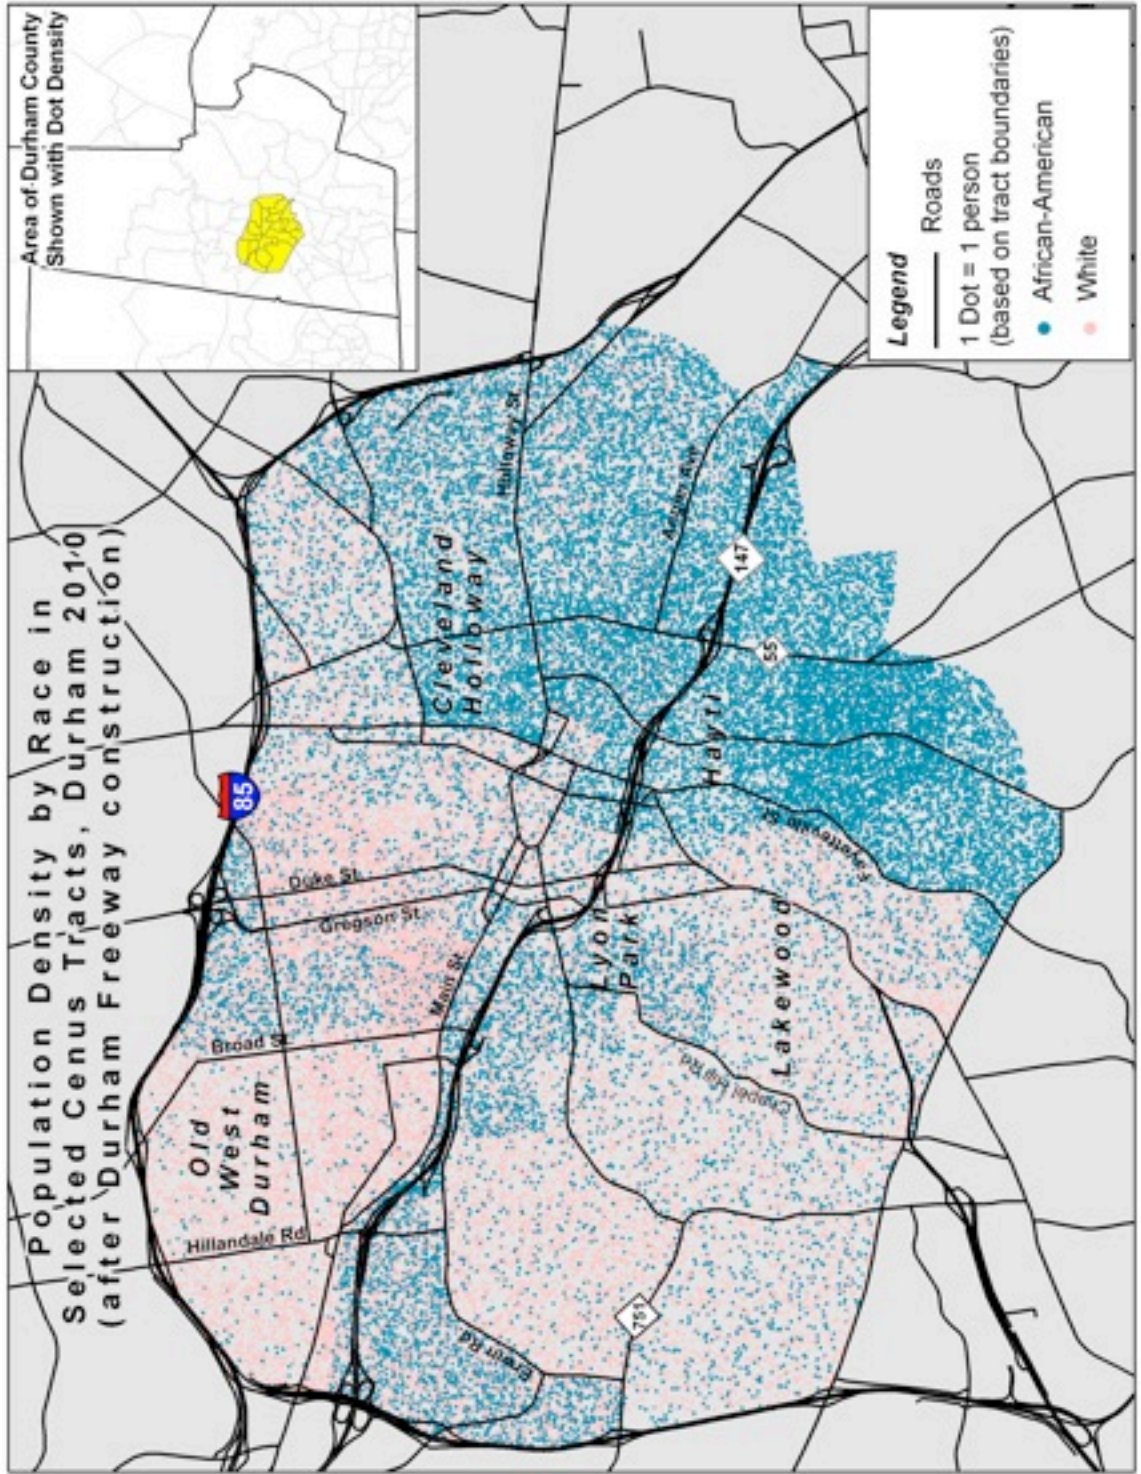 Population Density by Race in
Selected Cenus Tracts, Durham 2010
(after Durham Freeway construction)
Area of Durham County
Shown with Dot Density
85
Hillandale Rd
Old
West
Durham
Broad St
Gregson St
Duke St
Main St
Erwin Rd
751
Cleveland
Holloway
Holloway St
Lyon
Park
Chapel Hill Rd
Lakewood
Hayti
Fayetteville St
55
147
Legend
Roads
1 Dot = 1 person
(based on tract boundaries)
African-American
White